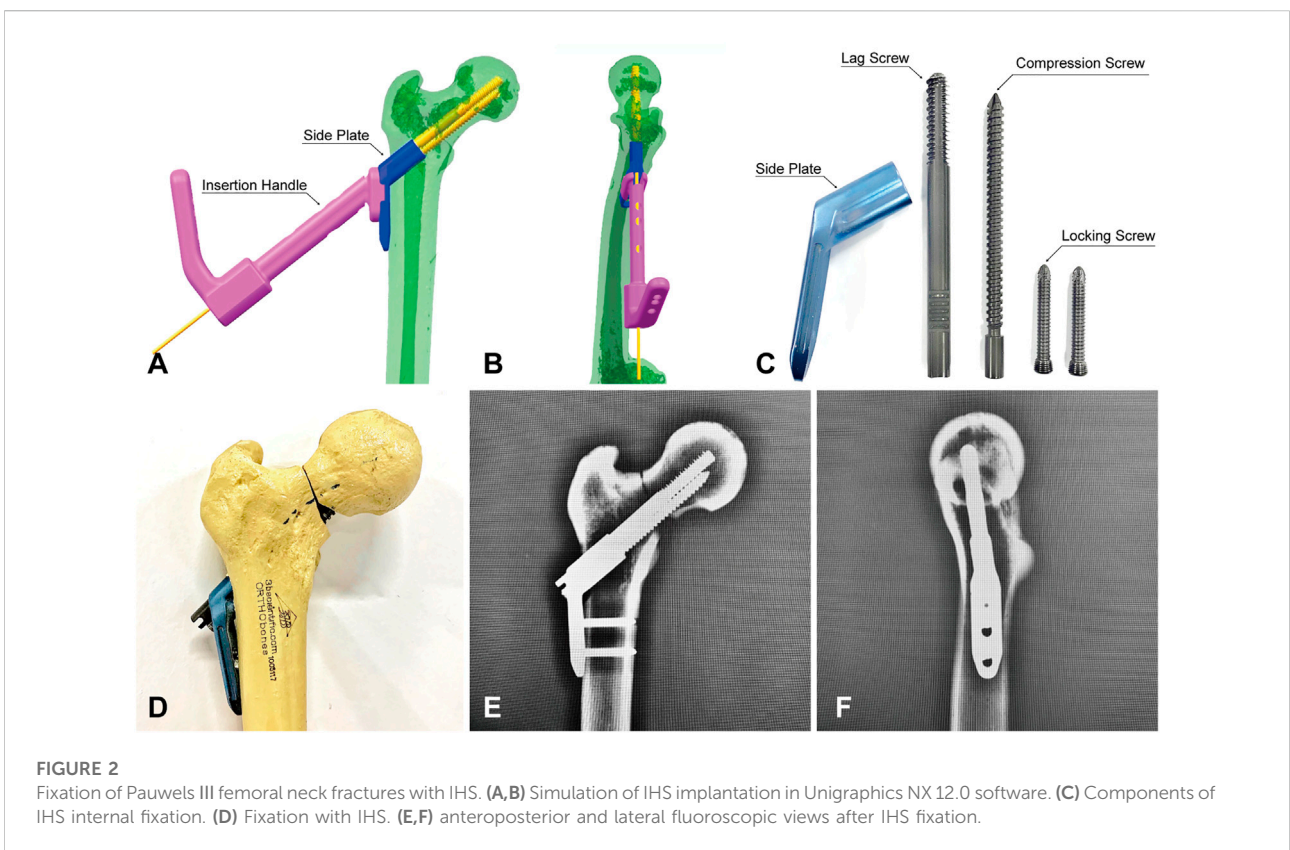 Side Plate
Insertion Handle
A
B
Lag Screw
Compression Screw
Side Plate
Locking Screw
C
ORTHObones
D
E
F
FIGURE 2
Fixation of Pauwels III femoral neck fractures with IHS. (A,B) Simulation of IHS implantation in Unigraphics NX 12.0 software. (C) Components of
IHS internal fixation. (D) Fixation with IHS. (E,F) anteroposterior and lateral fluoroscopic views after IHS fixation.